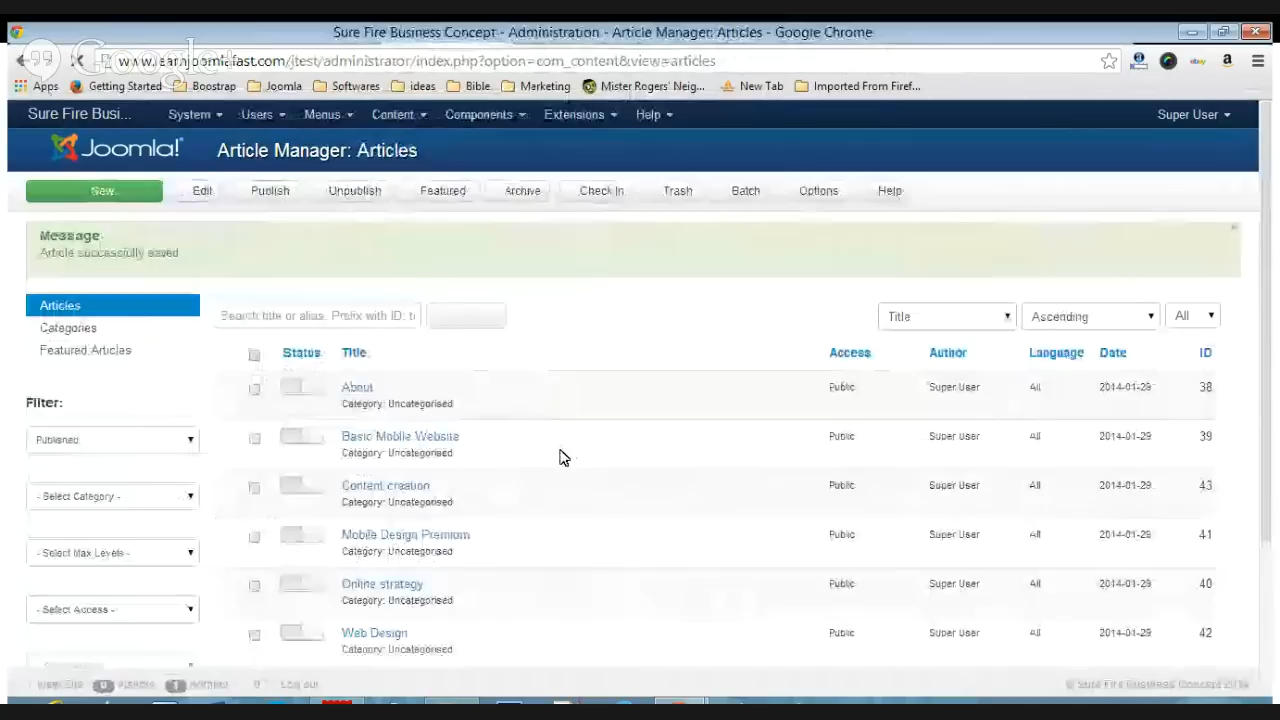 Sure Fire Business Concept - Administration - Article Manager: Articles - Google Chrome
Google+
www.learnjoomlafast.com/jtest/administrator/index.php?option=com_content&view=articles
Apps Getting Started Boostrap Joomla Softwares ideas Bible Marketing Mister Rogers' Neig... New Tab Imported From Firef...
Sure Fire Busi... System Users Menus Content Components Extensions Help Super User
Joomla! Article Manager: Articles
New Edit Publish Unpublish Featured Archive Check In Trash Batch Options Help
Message
Article successfully saved
Articles
Categories
Featured Articles
Filter:
Published
- Select Category -
- Select Max Levels -
- Select Access -
Search title or alias. Prefix with ID: t
Title Ascending All
Status Title Access Author Language Date ID
About Public Super User All 2014-01-29 38
Category: Uncategorised
Basic Mobile Website Public Super User All 2014-01-29 39
Category: Uncategorised
Content creation Public Super User All 2014-01-29 43
Category: Uncategorised
Mobile Design Premium Public Super User All 2014-01-29 41
Category: Uncategorised
Online strategy Public Super User All 2014-01-29 40
Category: Uncategorised
Web Design Public Super User All 2014-01-29 42
Category: Uncategorised
0 1 0 Log out © Sure Fire Business Concept 2014